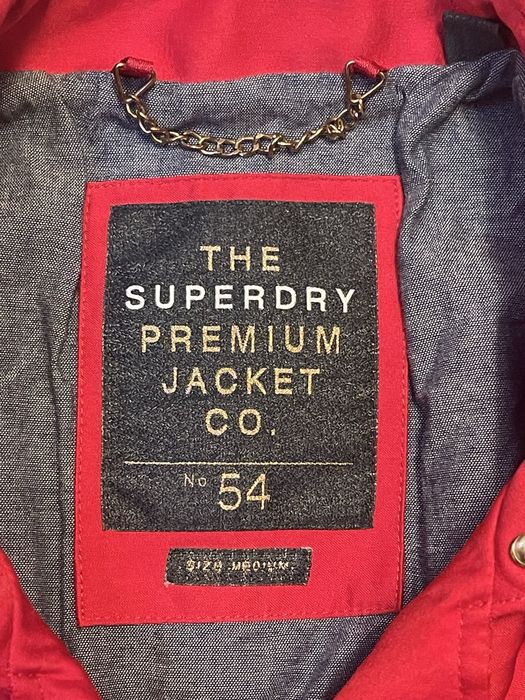 THE
SUPERDRY
PREMIUM
JACKET
CO.
No 54
SIZE MEDIUM